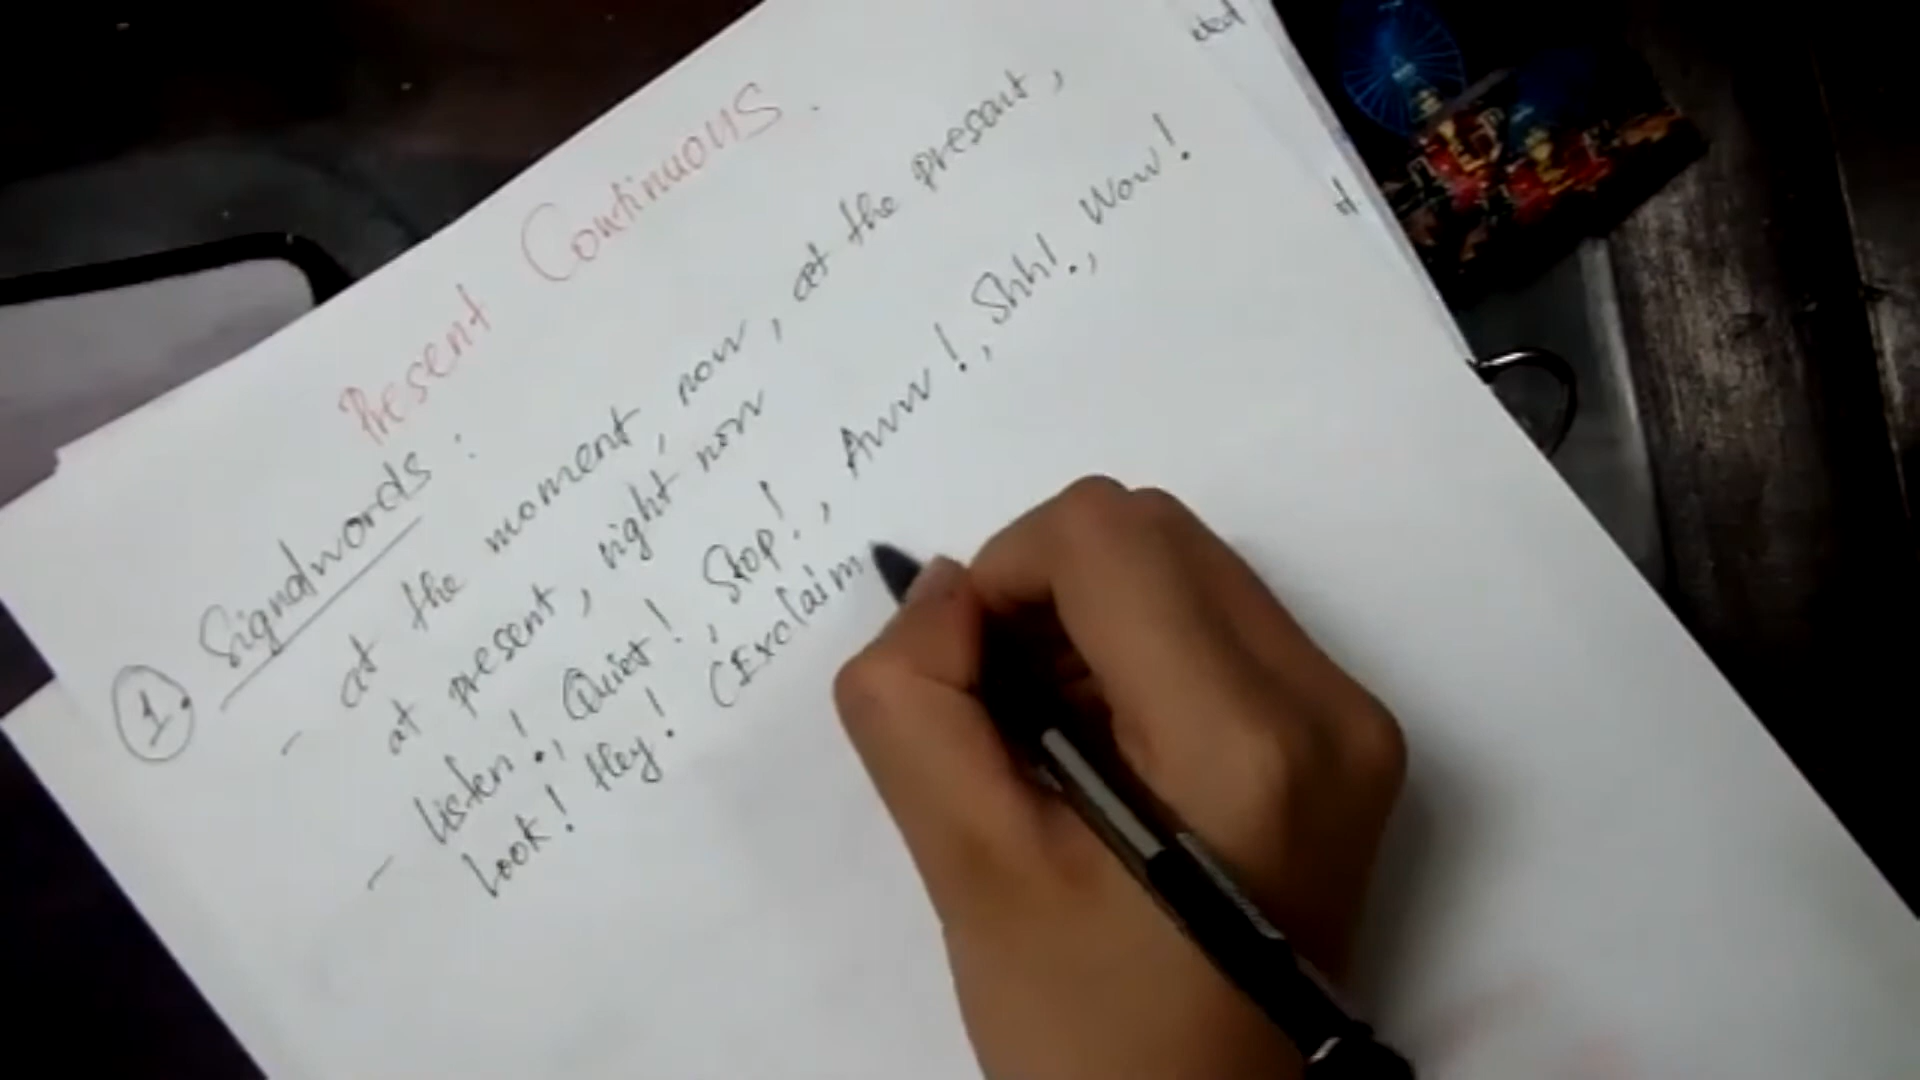 Present Continuous.
1. Signalwords :
- at the moment, now, at the present,
at present, right now
- Listen!., Quiet!, Stop!, Aww!, Shh!., Wow!
Look! Hey! (Exclaim